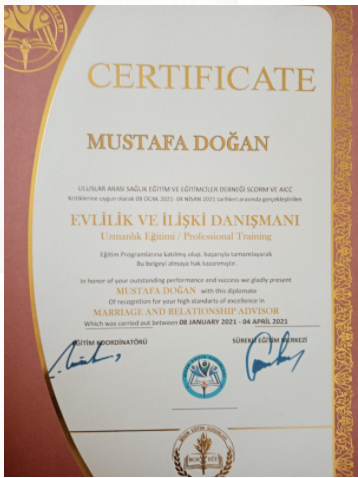 CERTIFICATE
MUSTAFA DOĞAN
ULUSLAR ARASI SAĞLIK EĞİTİM VE EĞİTİMCİLER DERNEĞİ SCORM VE AICC
Kriterlerine uygun olarak 08 OCAK 2021- 04 NİSAN 2021 tarihleri arasında gerçekleştirilen
EVLİLİK VE İLİŞKİ DANIŞMANI
Uzmanlık Eğitimi / Professional Training
Eğitim Programlarına katılmış olup, başarıyla tamamlayarak
Bu belgeyi almaya hak kazanmıştır.
In honor of your outstanding performance and success we gladly present
MUSTAFA DOĞAN with this diplomate
Of recognition for your high standarts of excellence in
MARRIAGE AND RELATIONSHIP ADVISOR
Which was carried out between 08 JANUARY 2021 - 04 APRIL 2021
EĞİTİM KOORDİNATÖRÜ
SÜREKLİ EĞİTİM MERKEZİ